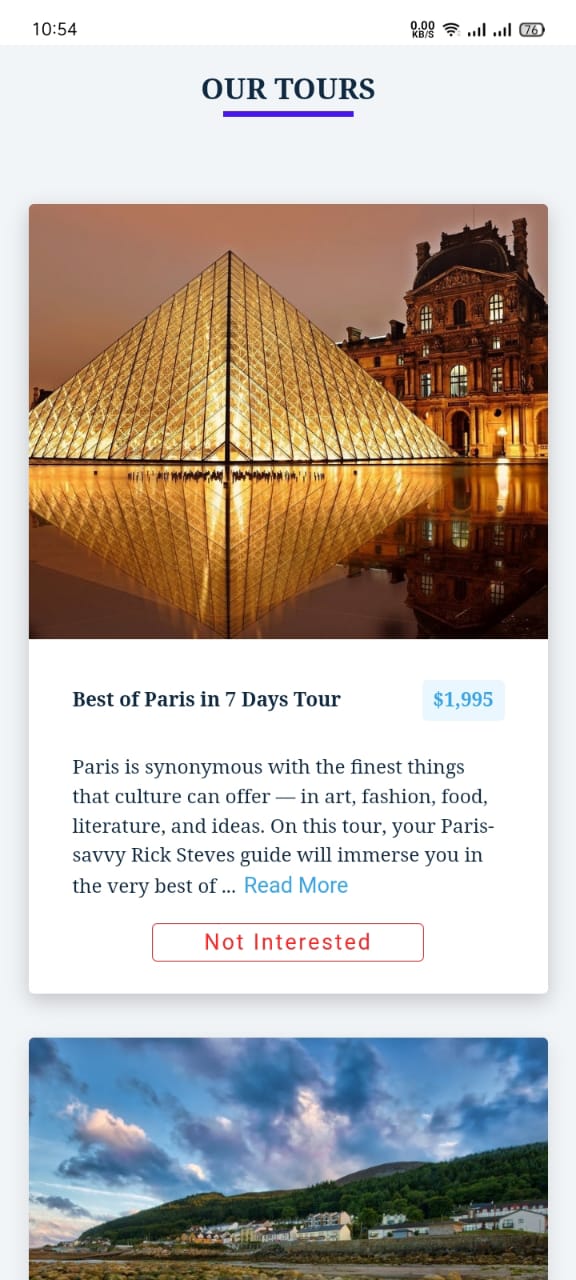 10:54
0.00
KB/S
76
OUR TOURS
Best of Paris in 7 Days Tour
$1,995
Paris is synonymous with the finest things
that culture can offer — in art, fashion, food,
literature, and ideas. On this tour, your Paris-
savvy Rick Steves guide will immerse you in
the very best of ... Read More
Not Interested